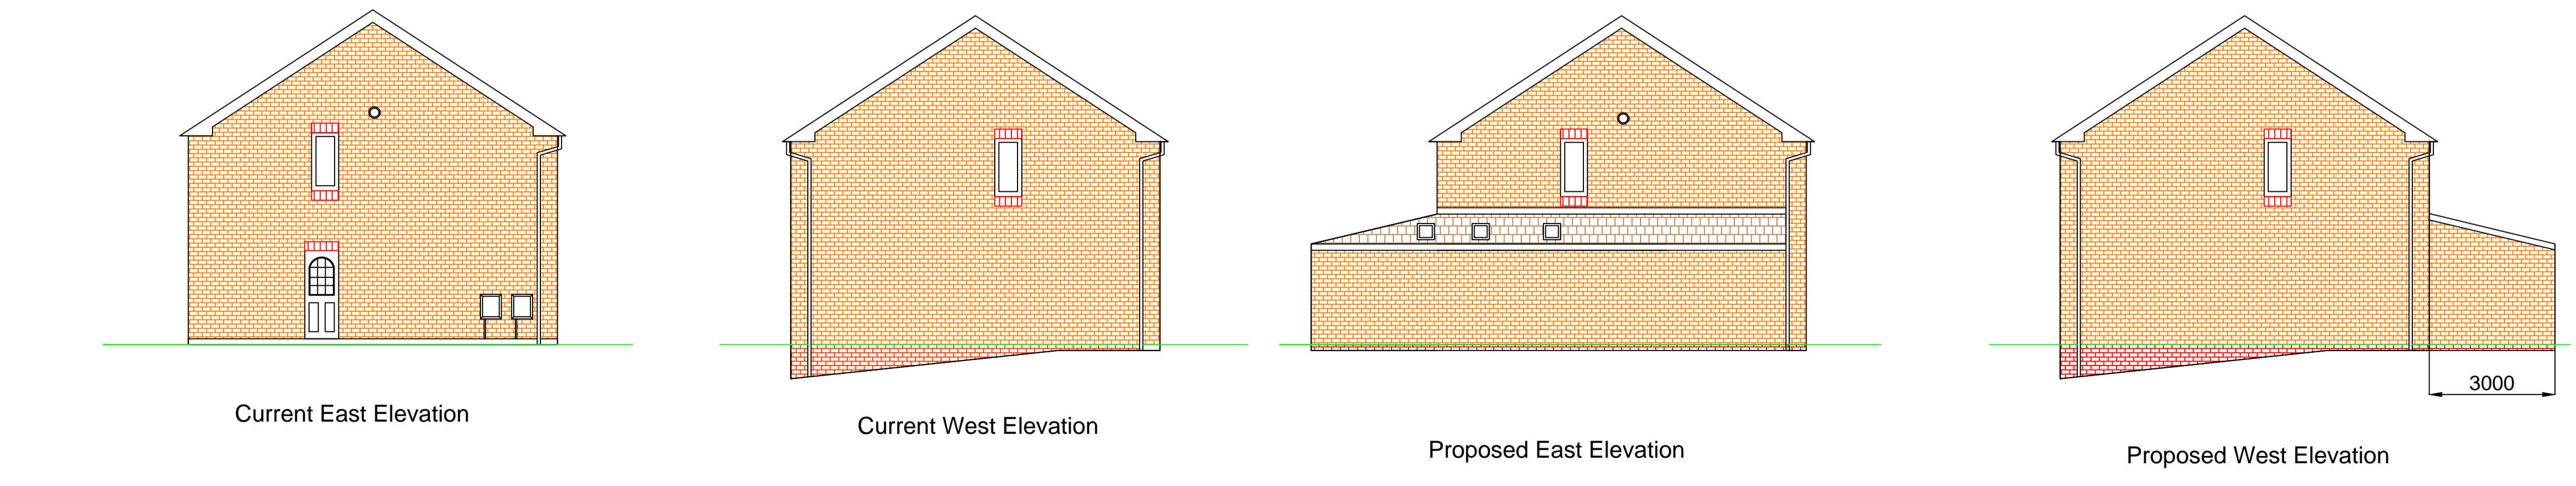 Current East Elevation
Current West Elevation
Proposed East Elevation
3000
Proposed West Elevation